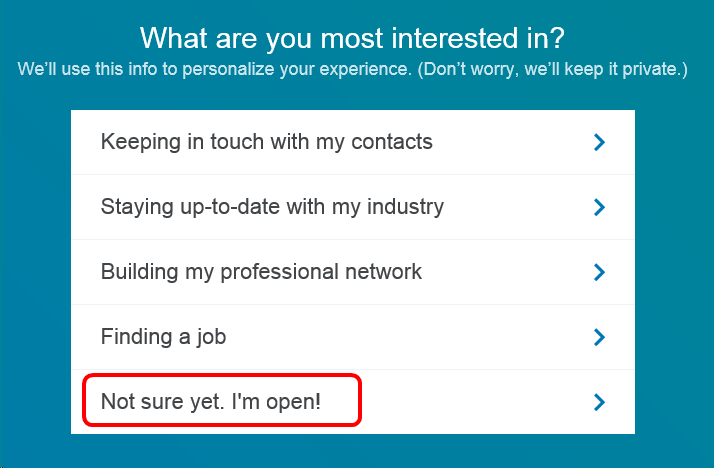 What are you most interested in?
We’ll use this info to personalize your experience. (Don’t worry, we’ll keep it private.)
Keeping in touch with my contacts
Staying up-to-date with my industry
Building my professional network
Finding a job
Not sure yet. I'm open!